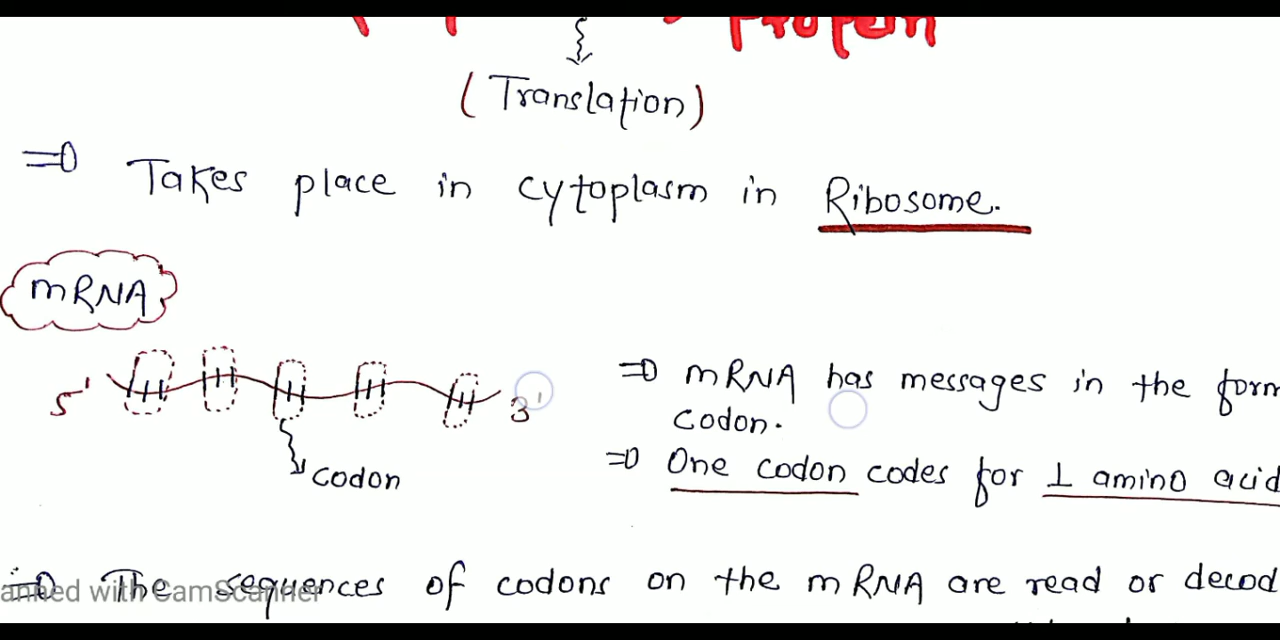 protein
(Translation)
⇒ Takes place in cytoplasm in Ribosome.
mRNA
5' 3'
codon
⇒ mRNA has messages in the form
codon.
⇒ One codon codes for 1 amino acid
⇒ The sequences of codons on the mRNA are read or decod
anned with CamScanner